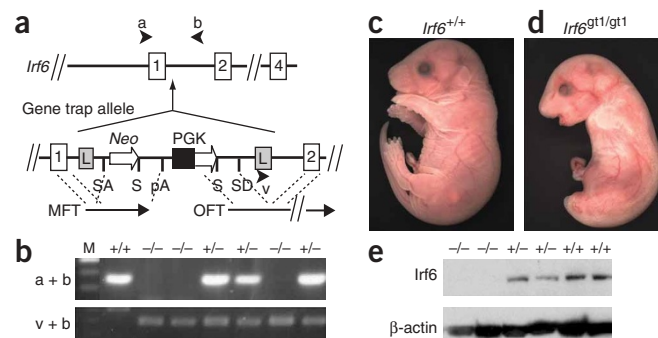 a
a b
Irf6
1 2 4
Gene trap allele
Neo PGK
1 L L 2
SA S pA S SD v
MFT OFT
b
M +/+ −/− −/− +/− +/− −/− +/−
a + b
v + b
c
Irf6+/+
d
Irf6gt1/gt1
e
−/− −/− +/− +/− +/+ +/+
Irf6
β-actin